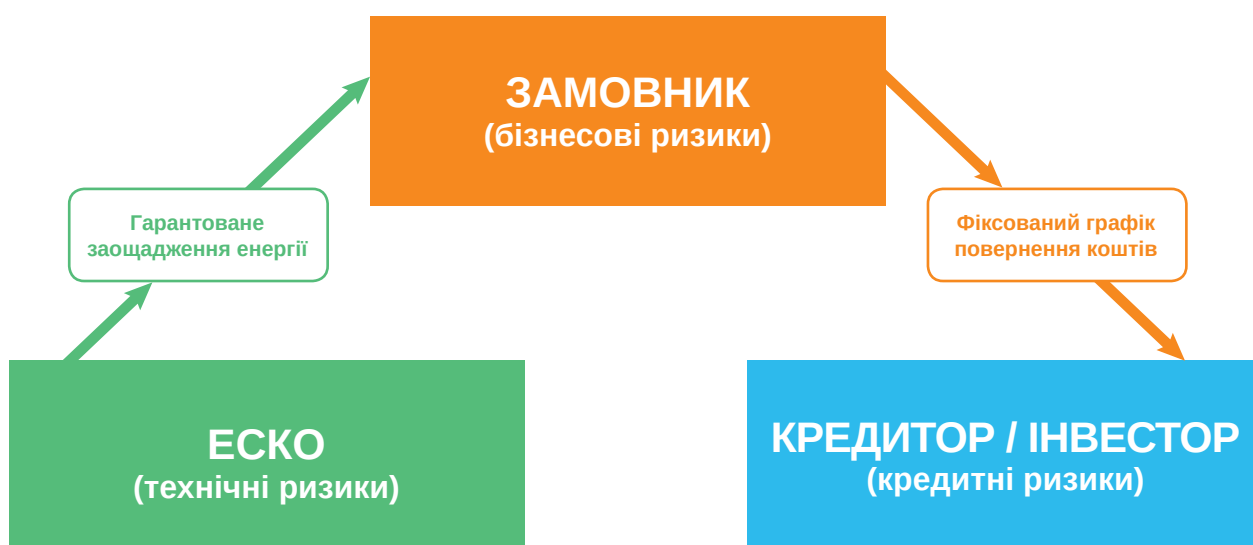 ЗАМОВНИК
(бізнесові ризики)
Гарантоване
заощадження енергії
Фіксований графік
повернення коштів
ЕСКО
(технічні ризики)
КРЕДИТОР / ІНВЕСТОР
(кредитні ризики)